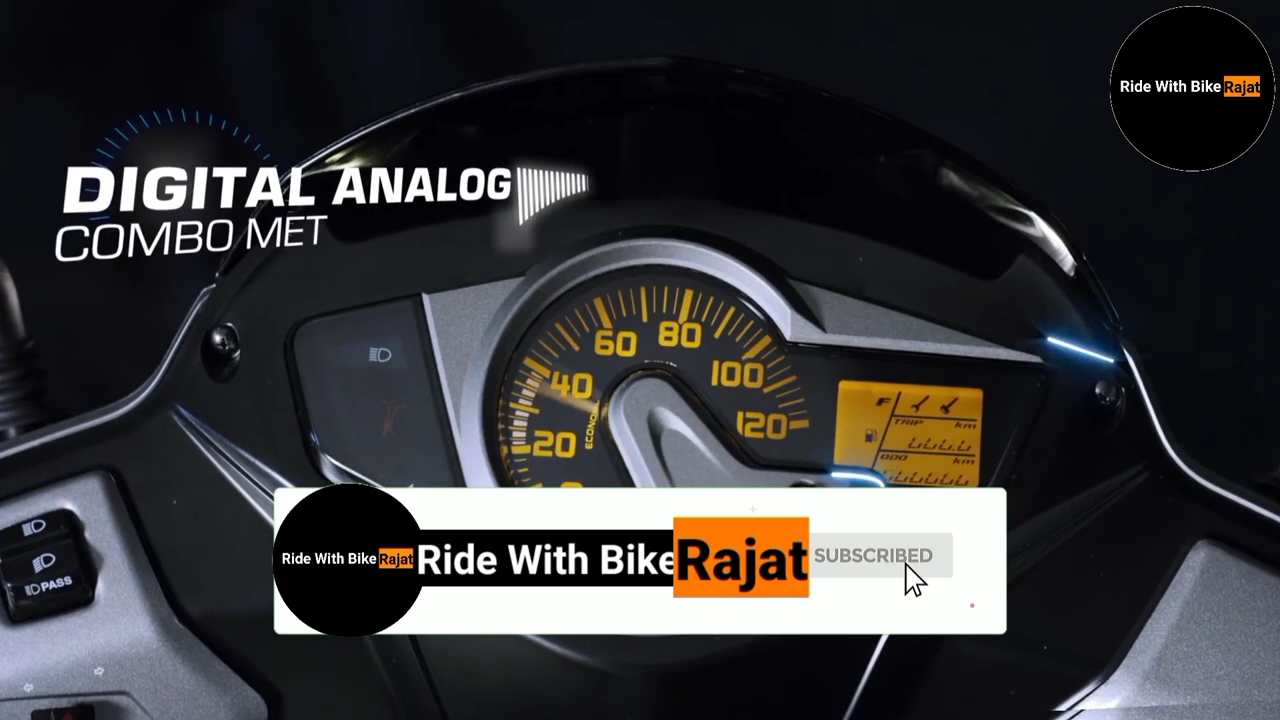 Ride With Bike Rajat
DIGITAL ANALOG
COMBO MET
60 80
40 100
20 120
ECONO
F
TRIP km
ODO km
PASS
Ride With Bike Rajat
Ride With Bike Rajat
SUBSCRIBED